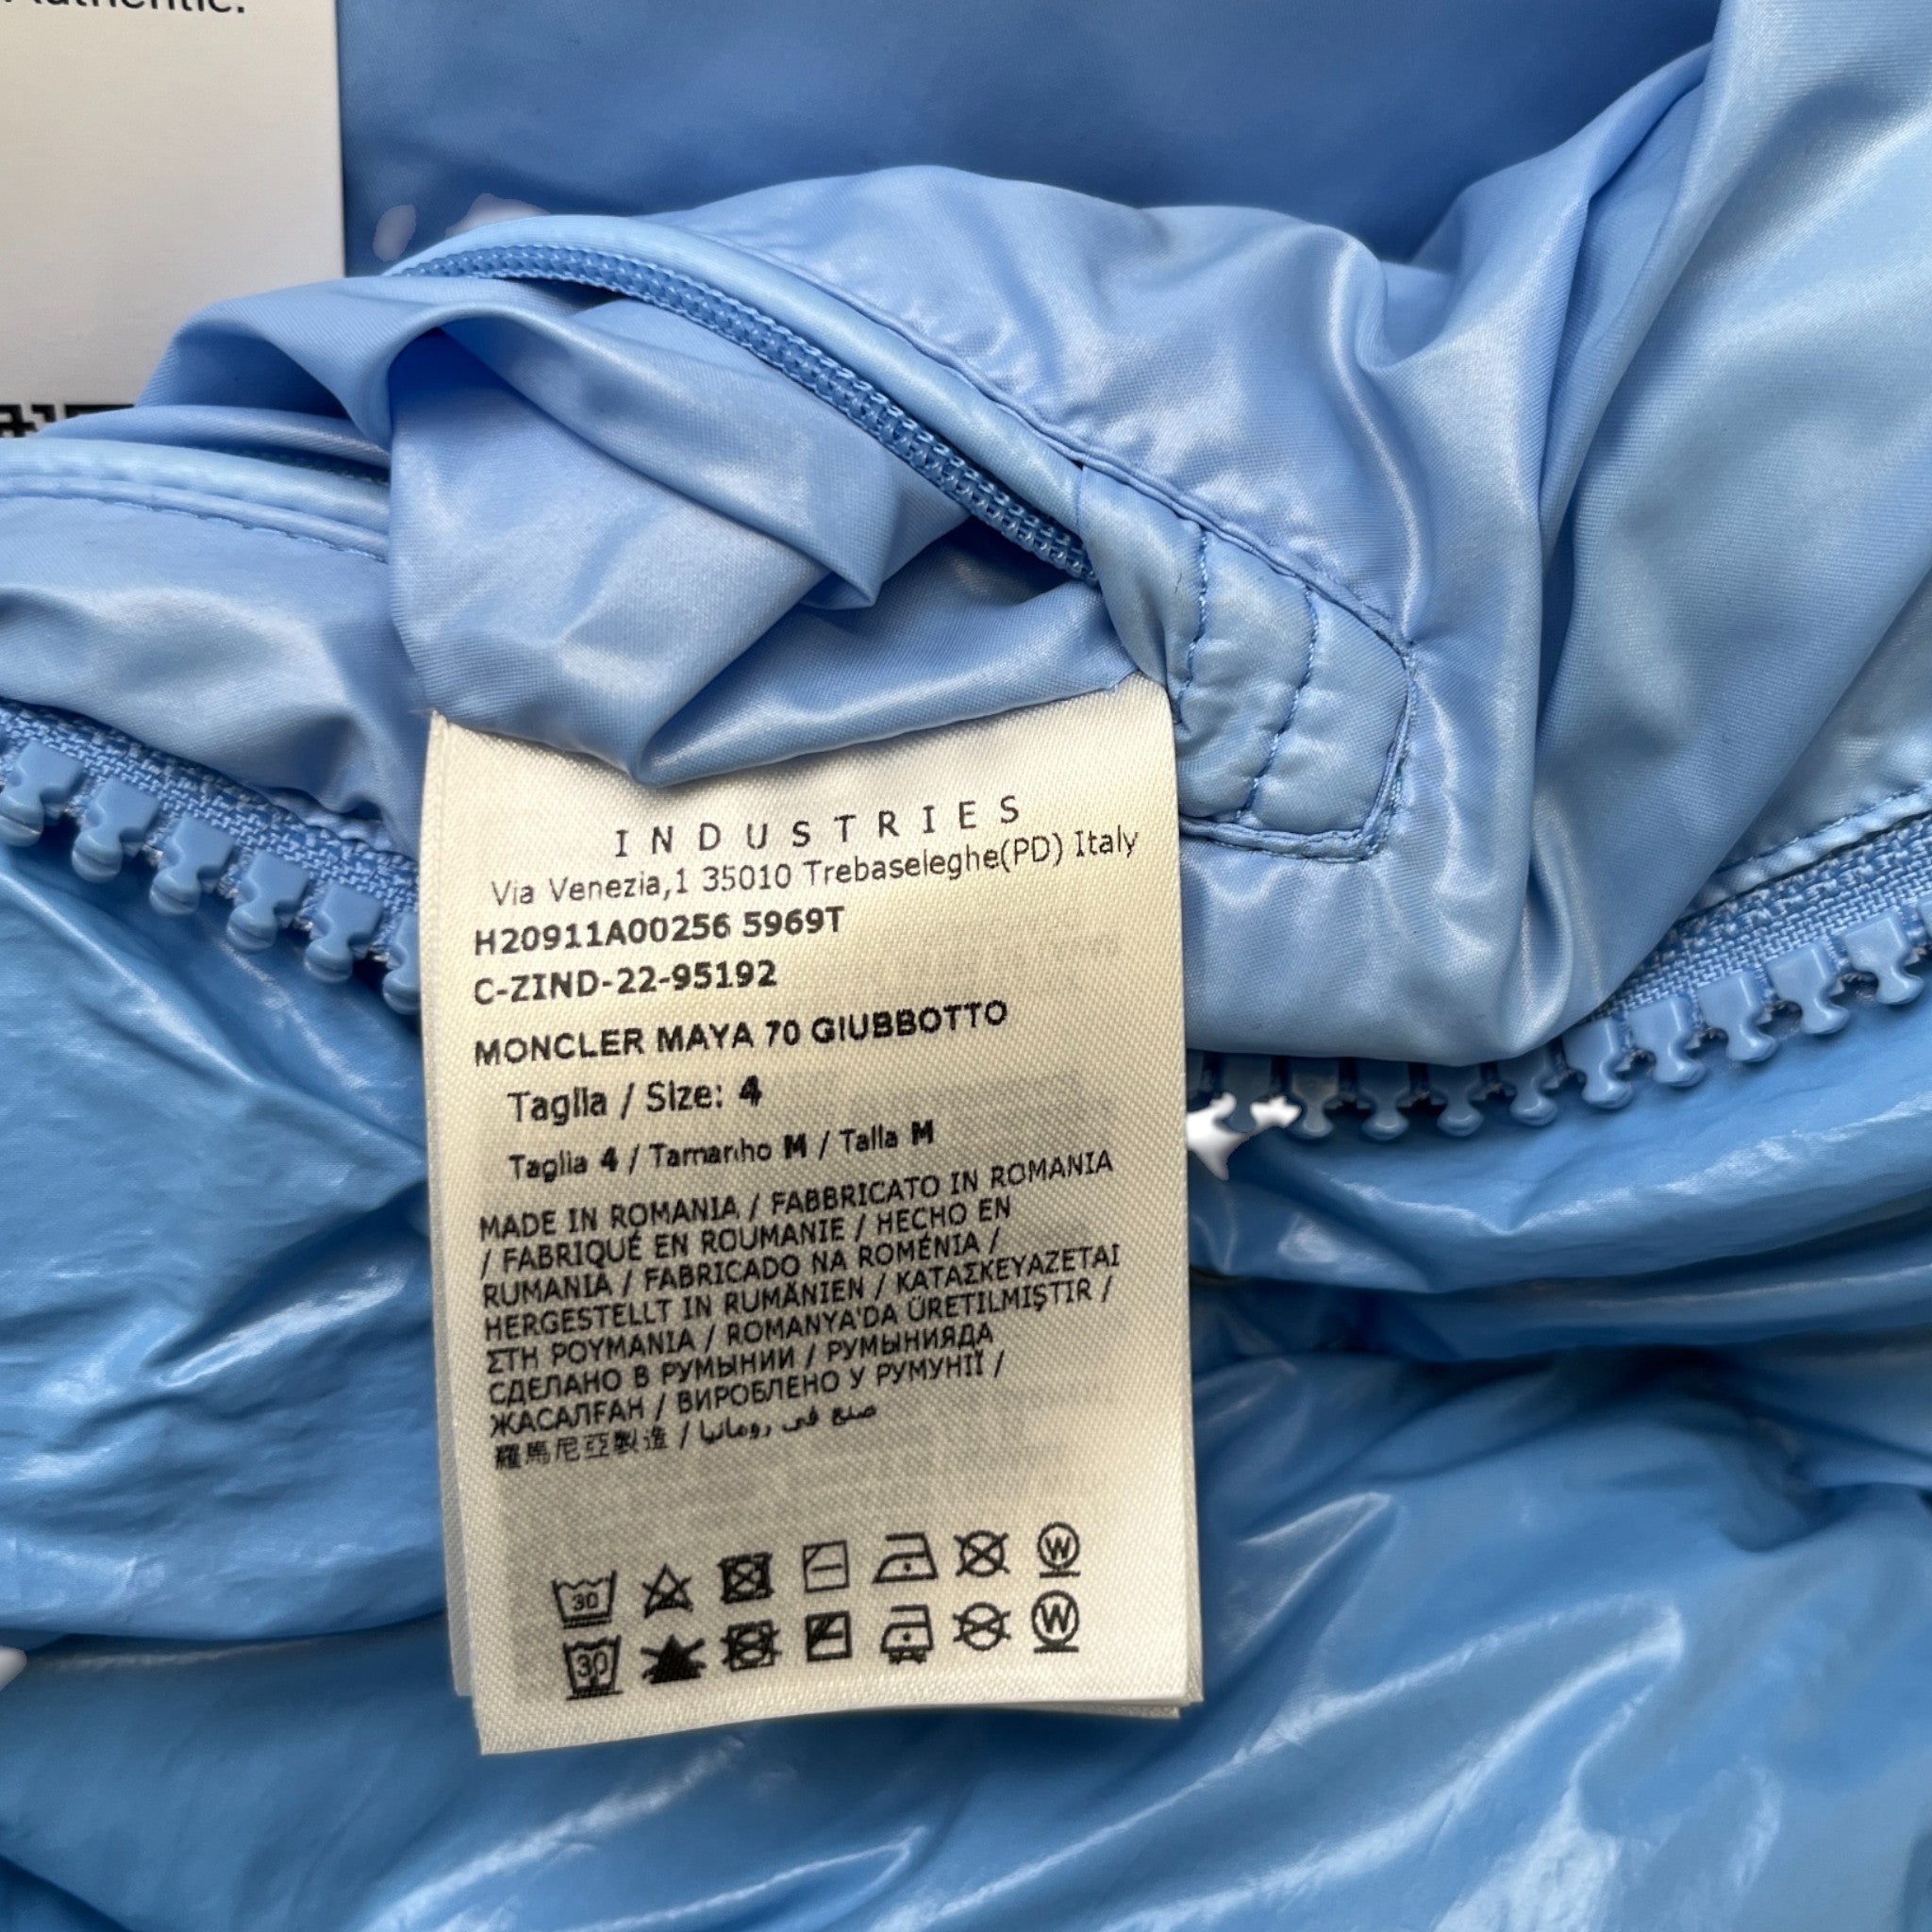 Authentic.
INDUSTRIES
Via Venezia,1 35010 Trebaseleghe(PD) Italy
H20911A00256 5969T
C-ZIND-22-95192
MONCLER MAYA 70 GIUBBOTTO
Taglia / Size: 4
Taglia 4 / Tamanho M / Talla M
MADE IN ROMANIA / FABBRICATO IN ROMANIA
/ FABRIQUÉ EN ROUMANIE / HECHO EN
RUMANIA / FABRICADO NA ROMÉNIA /
HERGESTELLT IN RUMÄNIEN / ΚΑΤΑΣΚΕΥΑΖΕΤΑΙ
ΣΤΗ ΡΟΥΜΑΝΙΑ / ROMANYA'DA ÜRETILMIŞTIR /
СДЕЛАНО В РУМЫНИИ / РУМЫНИЯДА
ЖАСАЛҒАН / ВИРОБЛЕНО У РУМУНІЇ /
羅馬尼亞製造 / صنع في رومانيا
30 W
30 W